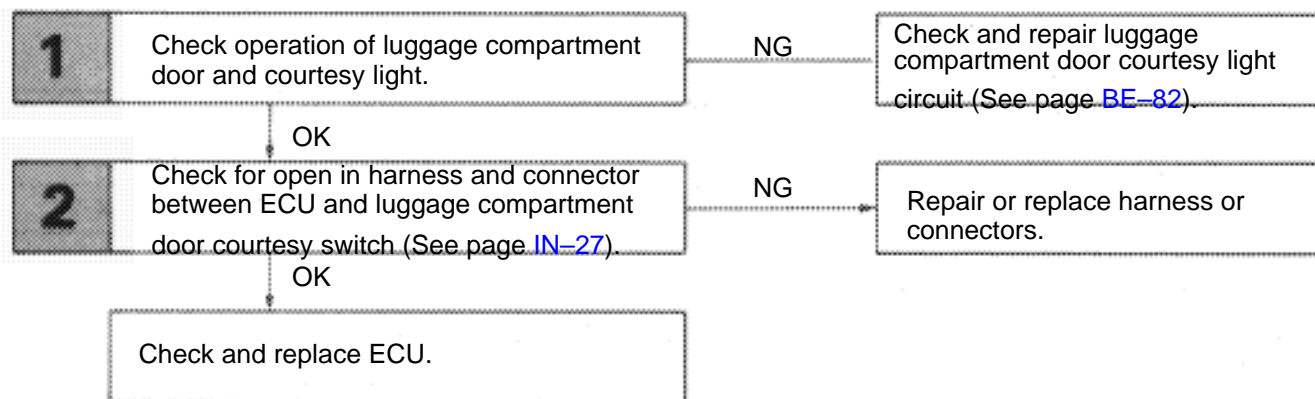 1
Check operation of luggage compartment
door and courtesy light.
NG
Check and repair luggage
compartment door courtesy light
circuit (See page BE–82).
OK
2
Check for open in harness and connector
between ECU and luggage compartment
door courtesy switch (See page IN–27).
NG
Repair or replace harness or
connectors.
OK
Check and replace ECU.